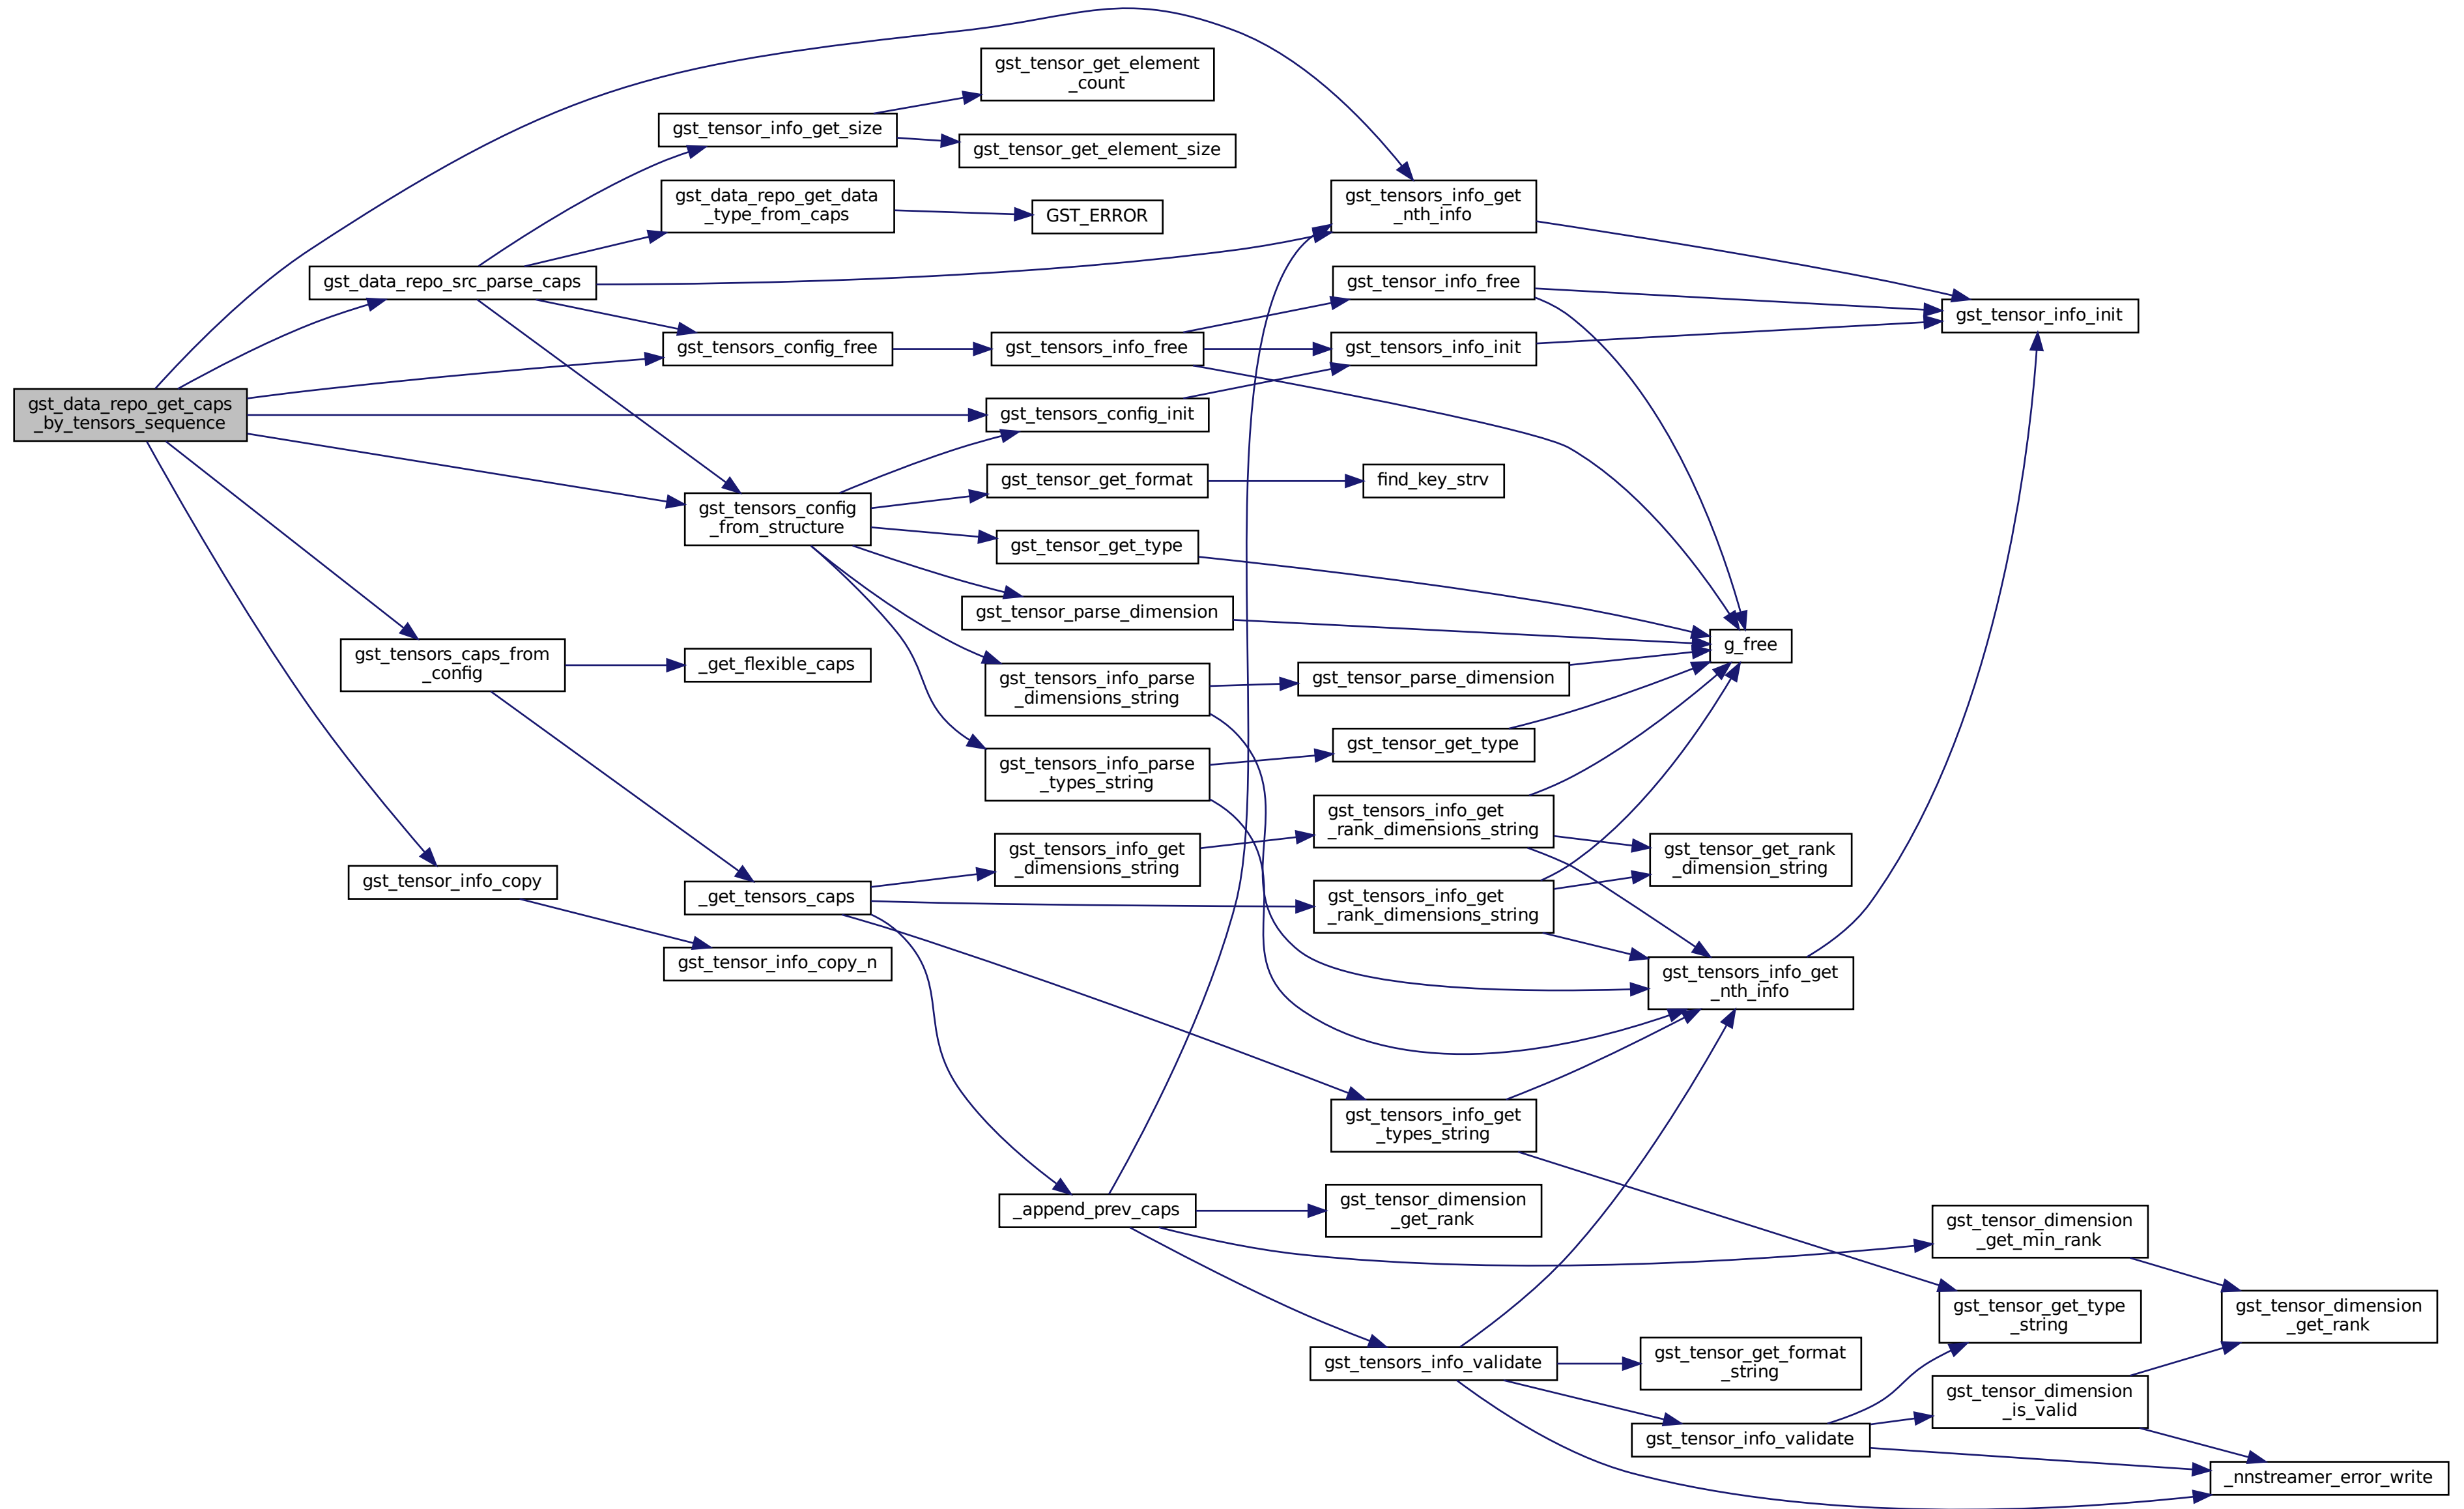 gst_data_repo_get_caps
_by_tensors_sequence
gst_data_repo_src_parse_caps
gst_tensors_caps_from
_config
gst_tensor_info_copy
gst_tensor_info_get_size
gst_data_repo_get_data
_type_from_caps
gst_tensors_config_free
gst_tensors_config
_from_structure
_get_flexible_caps
_get_tensors_caps
gst_tensor_info_copy_n
gst_tensor_get_element
_count
gst_tensor_get_element_size
GST_ERROR
gst_tensors_info_free
gst_tensors_config_init
gst_tensor_get_format
gst_tensor_get_type
gst_tensor_parse_dimension
gst_tensors_info_parse
_dimensions_string
gst_tensors_info_parse
_types_string
gst_tensors_info_get
_dimensions_string
_append_prev_caps
gst_tensors_info_get
_nth_info
gst_tensor_info_free
gst_tensors_info_init
find_key_strv
gst_tensor_parse_dimension
gst_tensor_get_type
gst_tensors_info_get
_rank_dimensions_string
gst_tensors_info_get
_rank_dimensions_string
gst_tensors_info_get
_types_string
gst_tensor_dimension
_get_rank
gst_tensors_info_validate
g_free
gst_tensor_get_rank
_dimension_string
gst_tensors_info_get
_nth_info
gst_tensor_get_format
_string
gst_tensor_info_validate
gst_tensor_info_init
gst_tensor_dimension
_get_min_rank
gst_tensor_get_type
_string
gst_tensor_dimension
_is_valid
gst_tensor_dimension
_get_rank
_nnstreamer_error_write